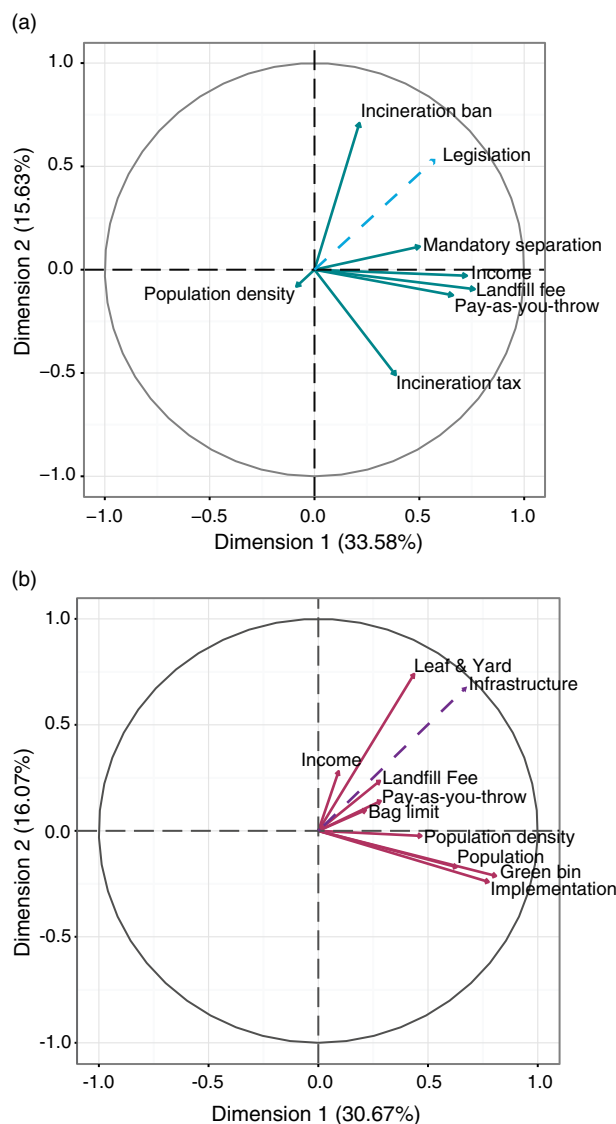 (a)
1.0
0.5
0.0
−0.5
−1.0
Dimension 2 (15.63%)
Incineration ban
Legislation
Mandatory separation
Income
Landfill fee
Pay-as-you-throw
Population density
Incineration tax
−1.0 −0.5 0.0 0.5 1.0
Dimension 1 (33.58%)
(b)
1.0
0.5
0.0
-0.5
-1.0
Dimension 2 (16.07%)
Leaf & Yard
Infrastructure
Income
Landfill Fee
Pay-as-you-throw
Bag limit
Population density
Population
Green bin
Implementation
-1.0 -0.5 0.0 0.5 1.0
Dimension 1 (30.67%)